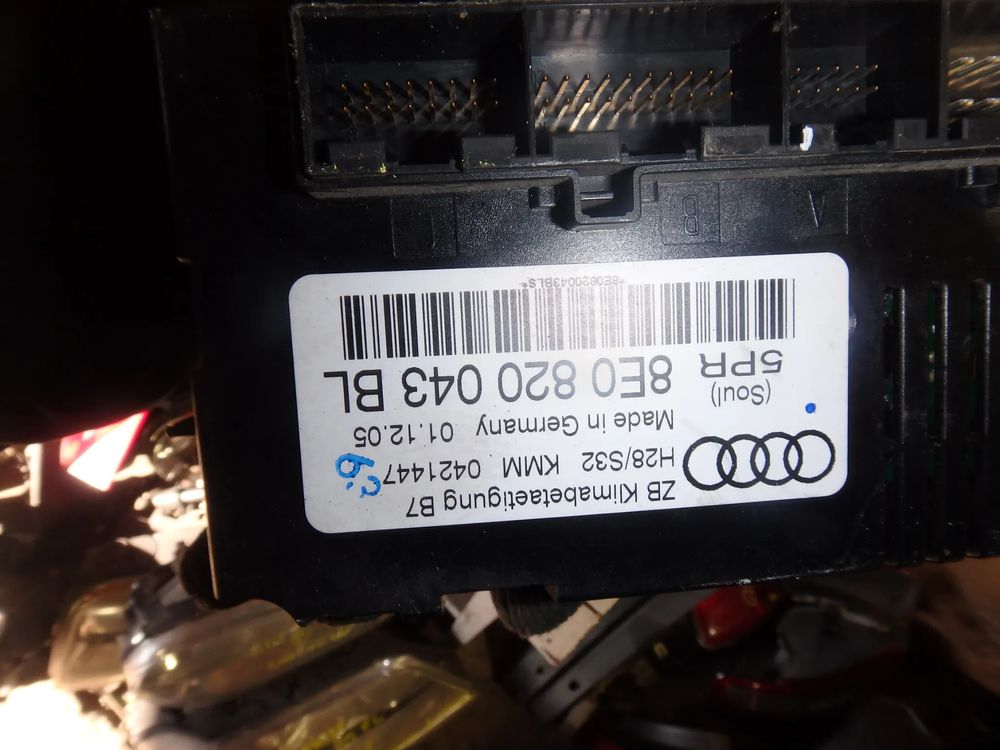 ZB Klimabetaetigung B7
H28/S32 KMM 0421447
Made in Germany 01.12.05
(Soul)
8E0 820 043 BL
5PR
*8E0820043BLS*
A
B